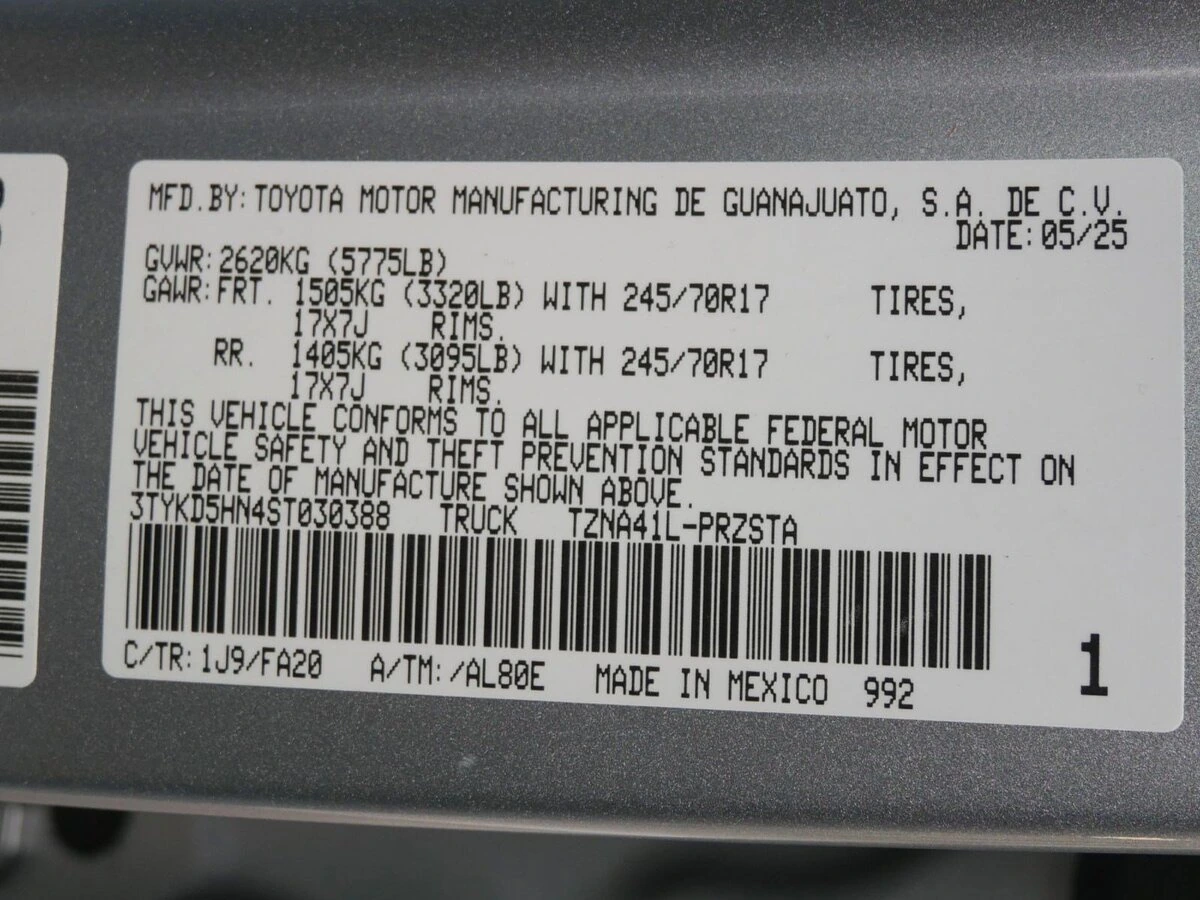 MFD.BY: TOYOTA MOTOR MANUFACTURING DE GUANAJUATO, S.A. DE C.V.
DATE: 05/25
GVWR: 2620KG (5775LB)
GAWR: FRT. 1505KG (3320LB) WITH 245/70R17 TIRES,
17X7J RIMS.
RR. 1405KG (3095LB) WITH 245/70R17 TIRES,
17X7J RIMS.
THIS VEHICLE CONFORMS TO ALL APPLICABLE FEDERAL MOTOR
VEHICLE SAFETY AND THEFT PREVENTION STANDARDS IN EFFECT ON
THE DATE OF MANUFACTURE SHOWN ABOVE.
3TYKD5HN4ST030388 TRUCK TZNA41L-PRZSTA
C/TR: 1J9/FA20 A/TM: /AL80E MADE IN MEXICO 992
1